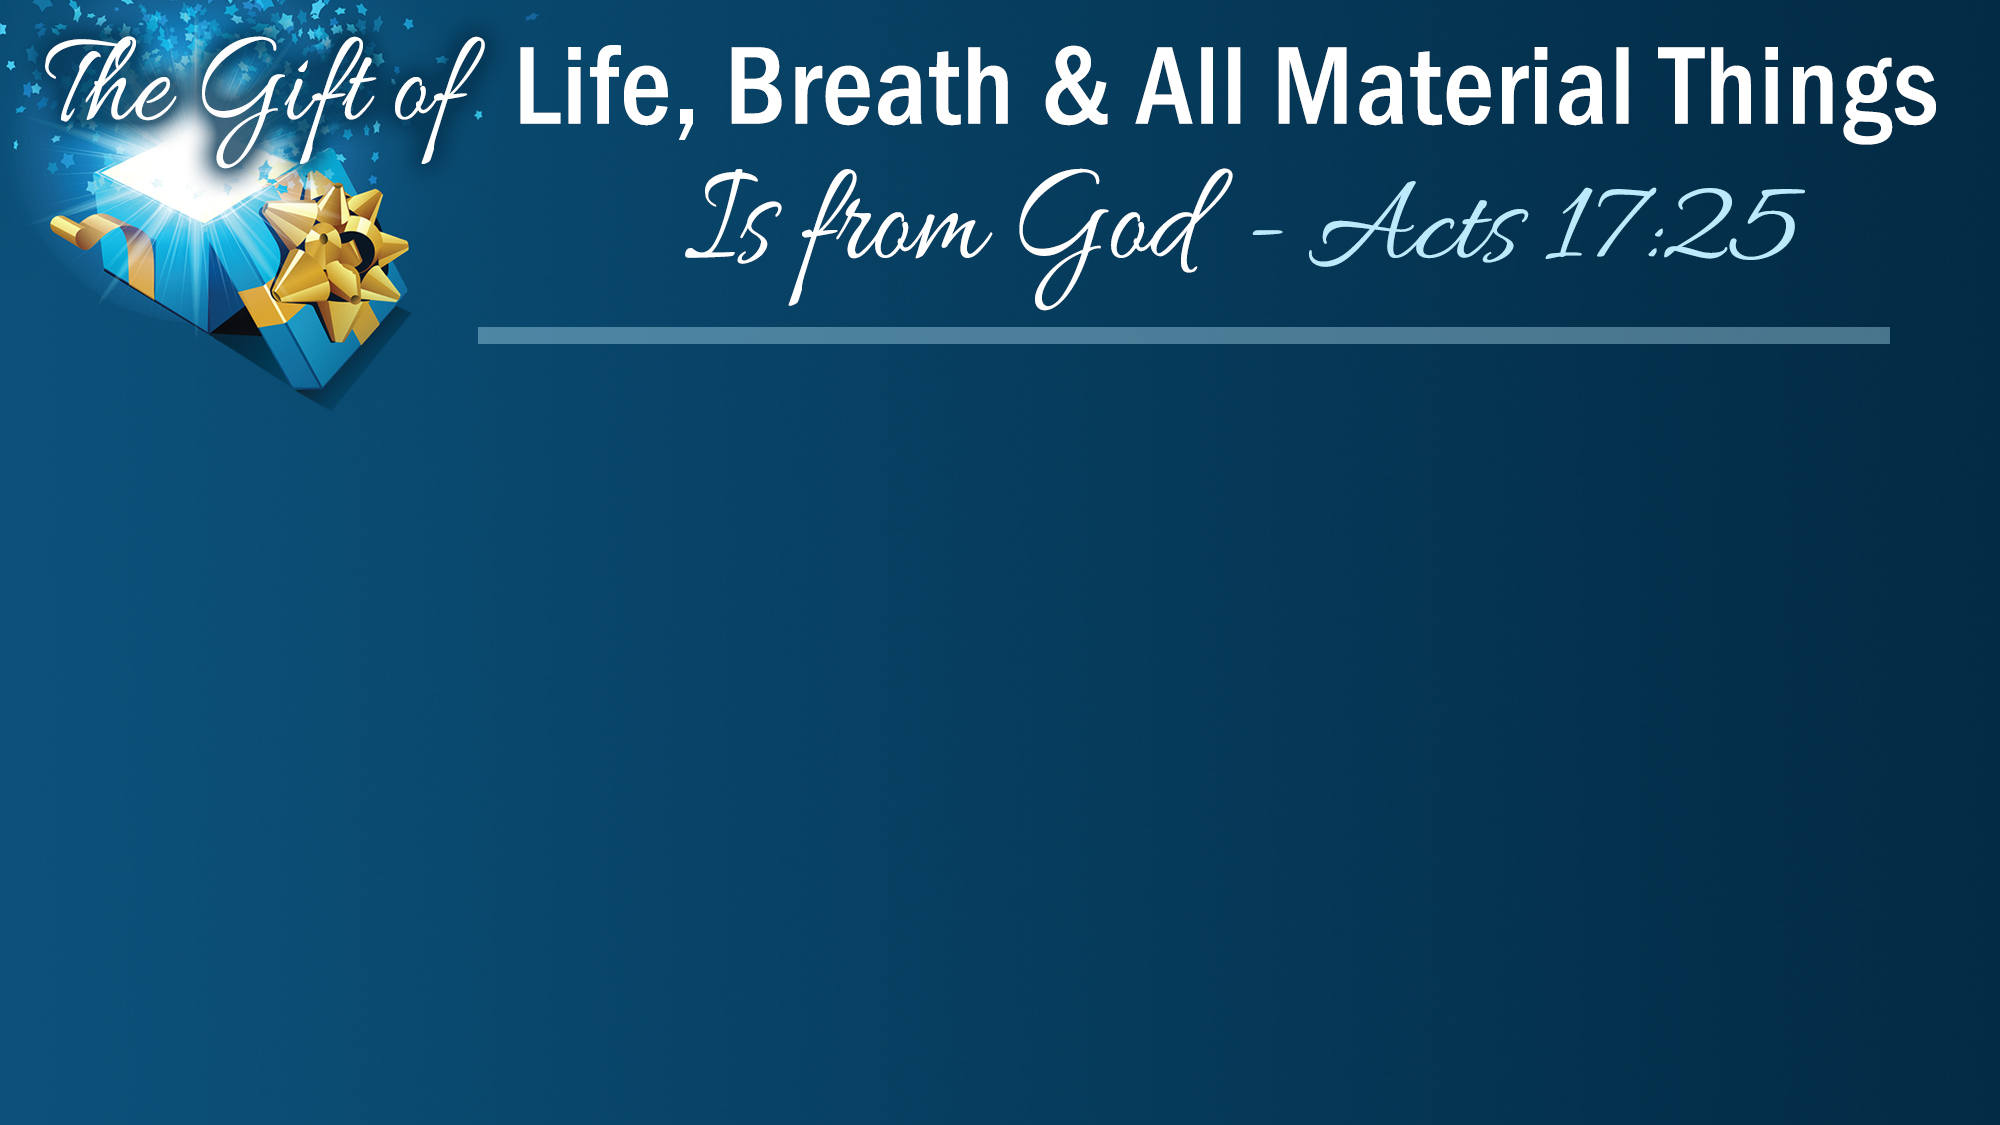 The Gift of Life, Breath & All Material Things
Is from God - Acts 17:25